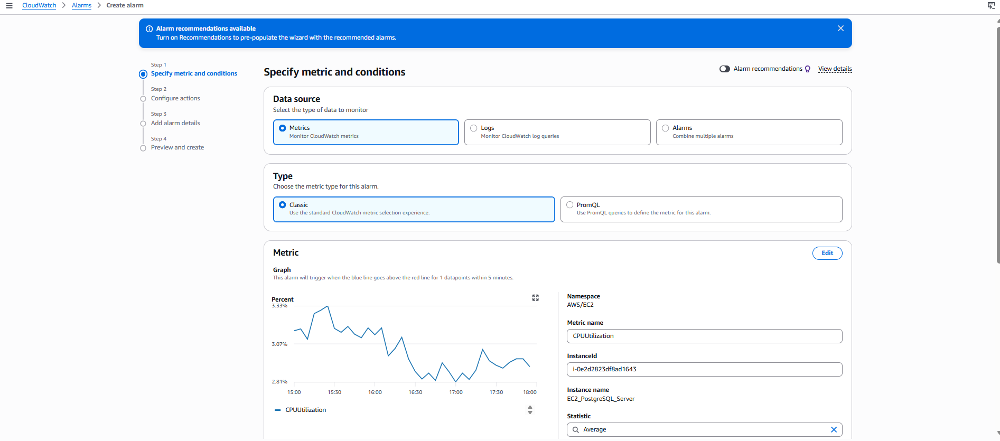 CloudWatch > Alarms > Create alarm
Alarm recommendations available
Turn on Recommendations to pre-populate the wizard with the recommended alarms.
Step 1
Specify metric and conditions
Step 2
Configure actions
Step 3
Add alarm details
Step 4
Preview and create
Specify metric and conditions
Alarm recommendations View details
Data source
Select the type of data to monitor
Metrics
Monitor CloudWatch metrics
Logs
Monitor CloudWatch log queries
Alarms
Combine multiple alarms
Type
Choose the metric type for this alarm.
Classic
Use the standard CloudWatch metric selection experience.
PromQL
Use PromQL queries to define the metric for this alarm.
Metric
Edit
Graph
This alarm will trigger when the blue line goes above the red line for 1 datapoints within 5 minutes.
Percent
3.33%
3.07%
2.81%
15:00 15:30 16:00 16:30 17:00 17:30 18:00
CPUUtilization
Namespace
AWS/EC2
Metric name
CPUUtilization
InstanceId
i-0e2d2823df8ad1643
Instance name
EC2_PostgreSQL_Server
Statistic
Average